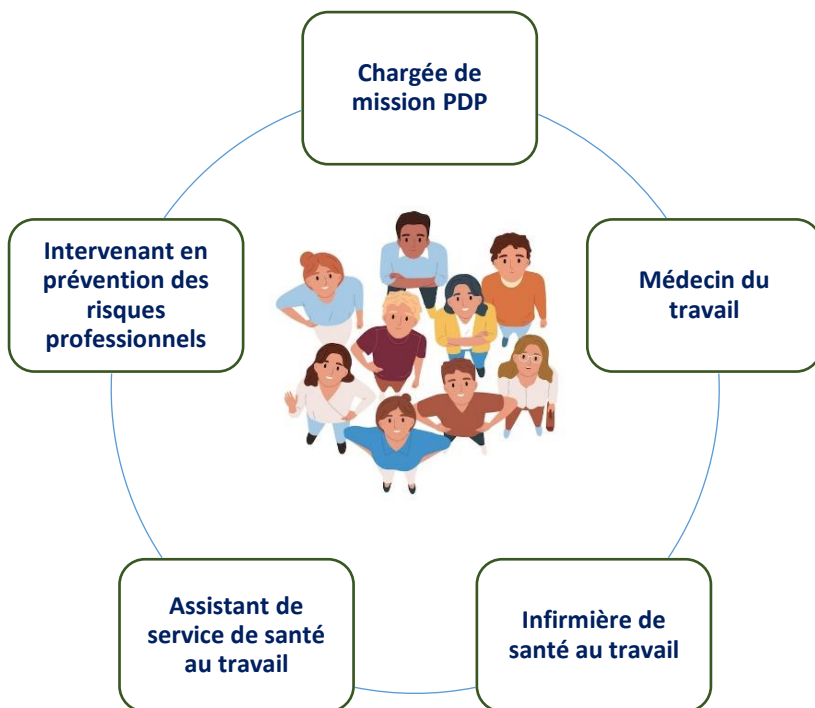 Chargée de
mission PDP
Intervenant en
prévention des
risques
professionnels
Médecin du
travail
Assistant de
service de santé
au travail
Infirmière de
santé au travail